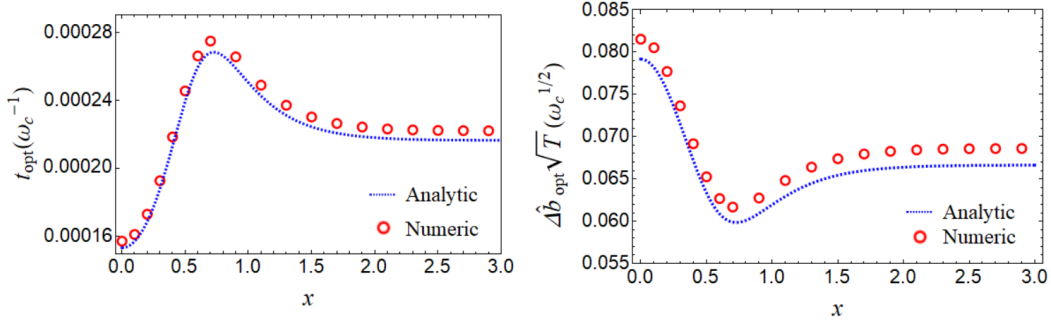 0.00028
0.00024
0.00020
0.00016
t_opt(ω_c^{-1})
Analytic
Numeric
0.0 0.5 1.0 1.5 2.0 2.5 3.0
x
0.085
0.080
0.075
0.070
0.065
0.060
0.055
Δb̂_opt√T (ω_c^{1/2})
Analytic
Numeric
0.0 0.5 1.0 1.5 2.0 2.5 3.0
x